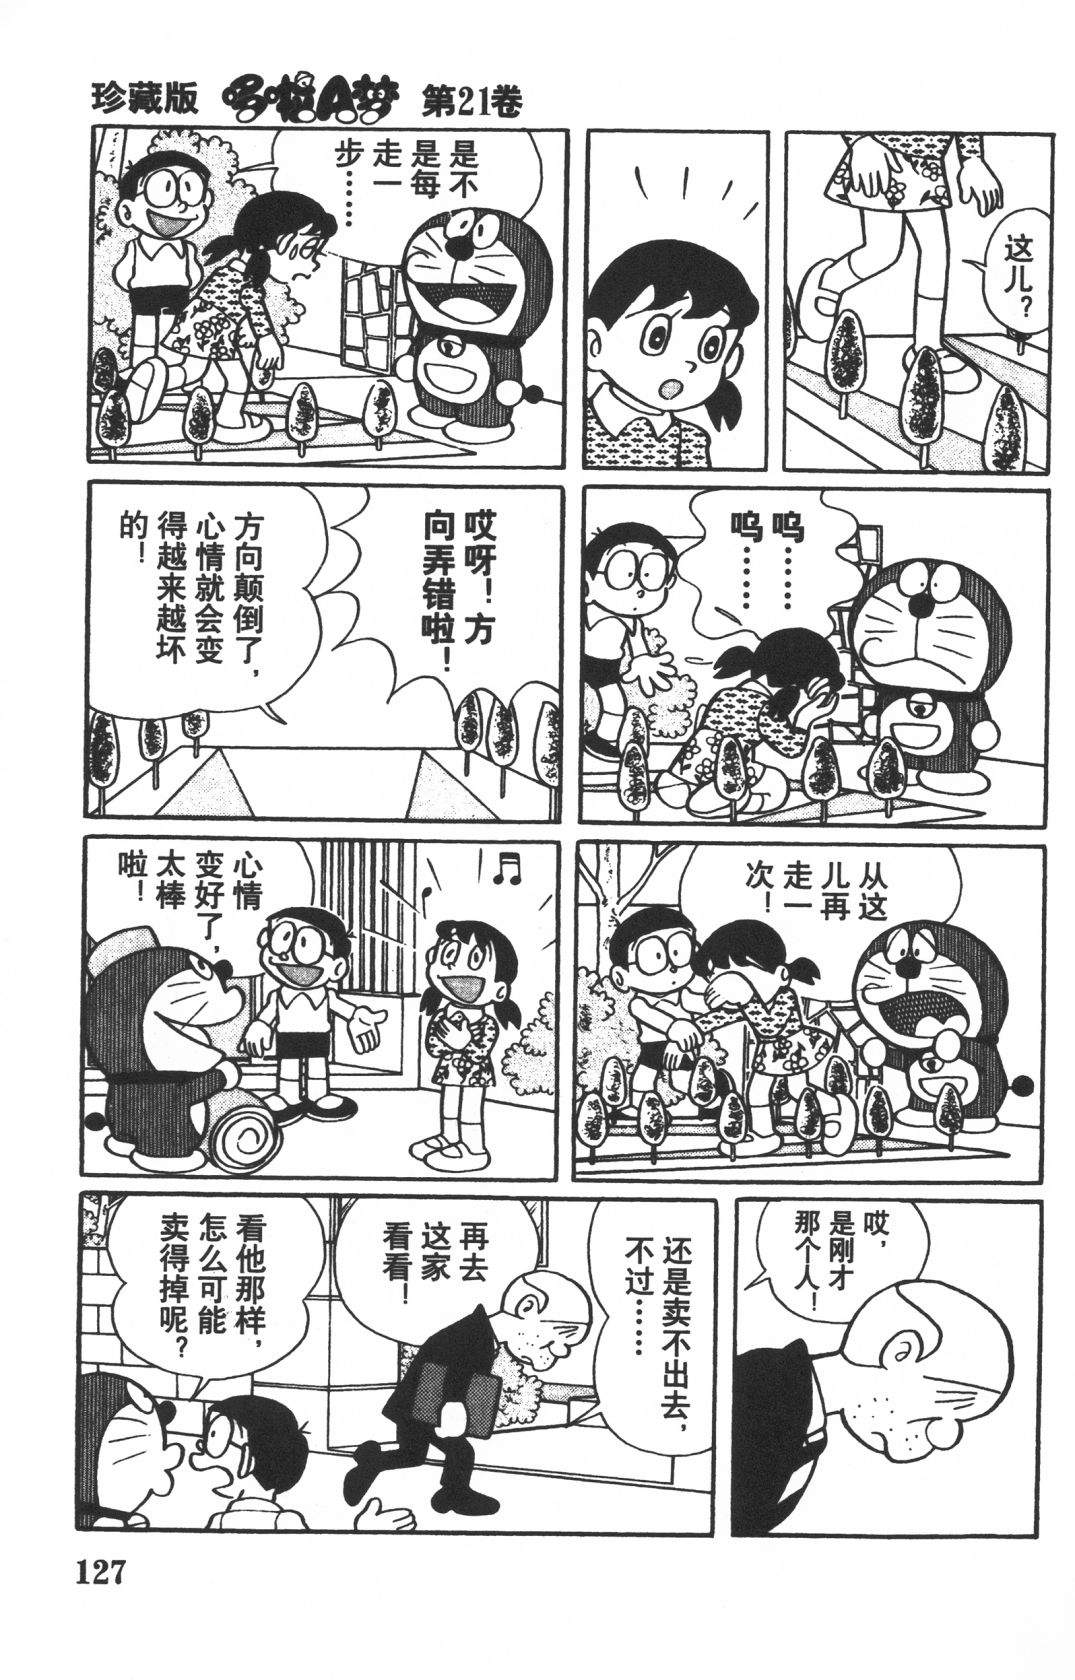 珍藏版 哆啦A梦 第21卷
这儿?
是不
是每
走一
步……
呜……
呜……
哎呀!方
向弄错啦!
方向颠倒了,
心情就会变
得越来越坏
的!
从这
儿再
走一
次!
心情
变好了,
太棒
啦!
哎,
是刚才
那个人!
还是卖不出去,
不过……
再去
这家
看看!
看他那样,
怎么可能
卖得掉呢?
127